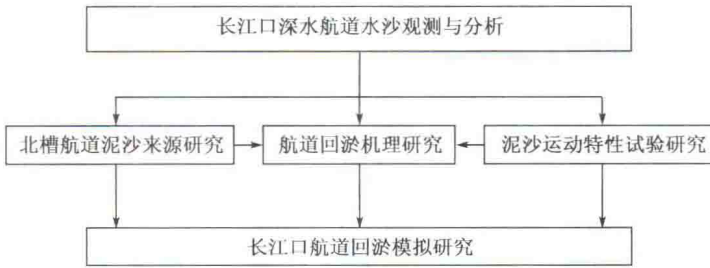 长江口深水航道水沙观测与分析
北槽航道泥沙来源研究
航道回淤机理研究
泥沙运动特性试验研究
长江口航道回淤模拟研究